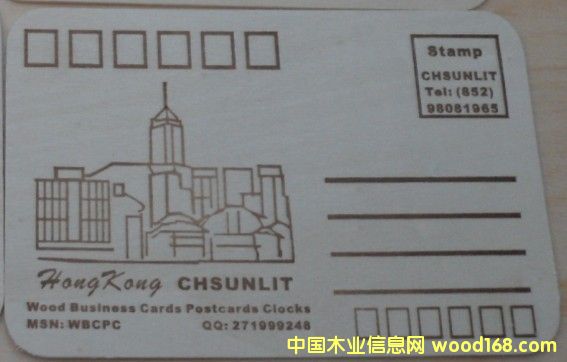 Stamp
CHSUNLIT
Tel: (852)
98081965
HongKong CHSUNLIT
Wood Business Cards Postcards Clocks
MSN: WBCPC QQ: 271999248
中国木业信息网 wood168.com